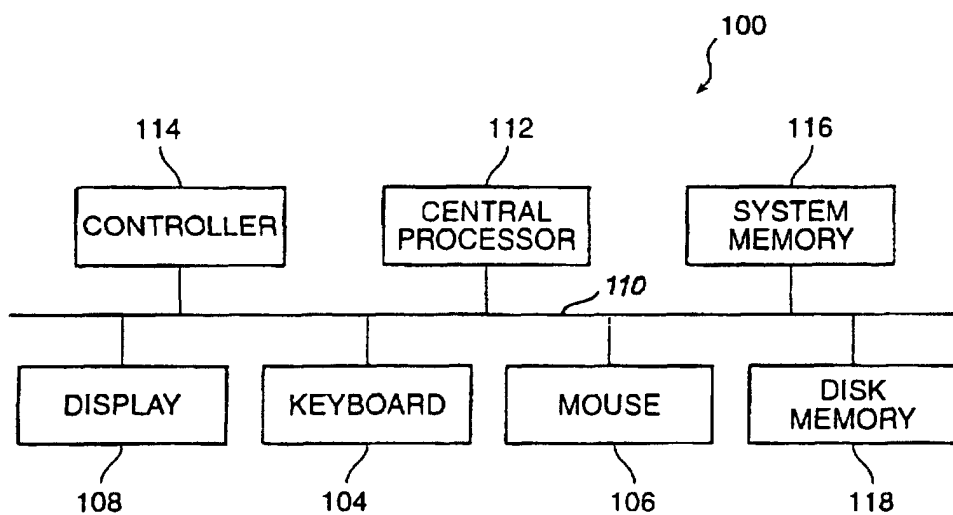 100
114
112
116
CONTROLLER
CENTRAL
PROCESSOR
SYSTEM
MEMORY
110
DISPLAY
KEYBOARD
MOUSE
DISK
MEMORY
108
104
106
118